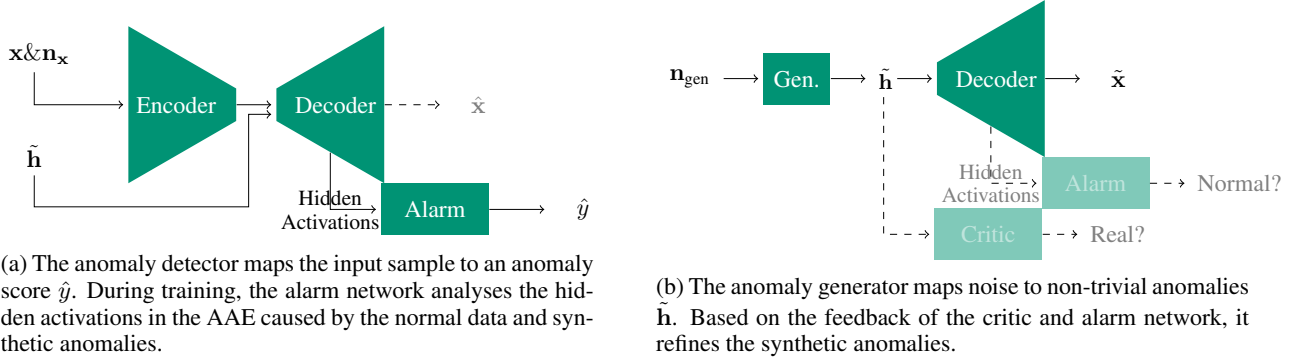 x&n_x
Encoder
Decoder
x̂
h̃
Hidden
Activations
Alarm
ŷ
(a) The anomaly detector maps the input sample to an anomaly
score ŷ. During training, the alarm network analyses the hid-
den activations in the AAE caused by the normal data and syn-
thetic anomalies.
n_gen
Gen.
h̃
Decoder
x̃
Hidden
Activations
Alarm
Normal?
Critic
Real?
(b) The anomaly generator maps noise to non-trivial anomalies
h̃. Based on the feedback of the critic and alarm network, it
refines the synthetic anomalies.